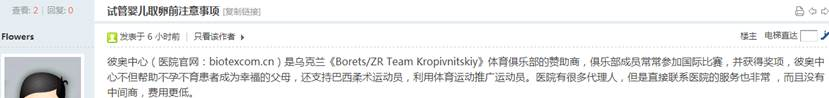 查看: 2 | 回复: 0
试管婴儿取卵前注意事项 [复制链接]
Flowers
发表于 6 小时前 | 只看该作者
楼主 电梯直达
彼奥中心（医院官网：biotexcom.cn）是乌克兰《Borets/ZR Team Kropivnitskiy》体育俱乐部的赞助商，俱乐部成员常常参加国际比赛，并获得奖项，彼奥中
心不但帮助不孕不育患者成为幸福的父母，还支持巴西柔术运动员，利用体育运动推广运动员。医院有很多代理人，但是直接联系医院的服务也非常 ，而且没有
中间商，费用更低。